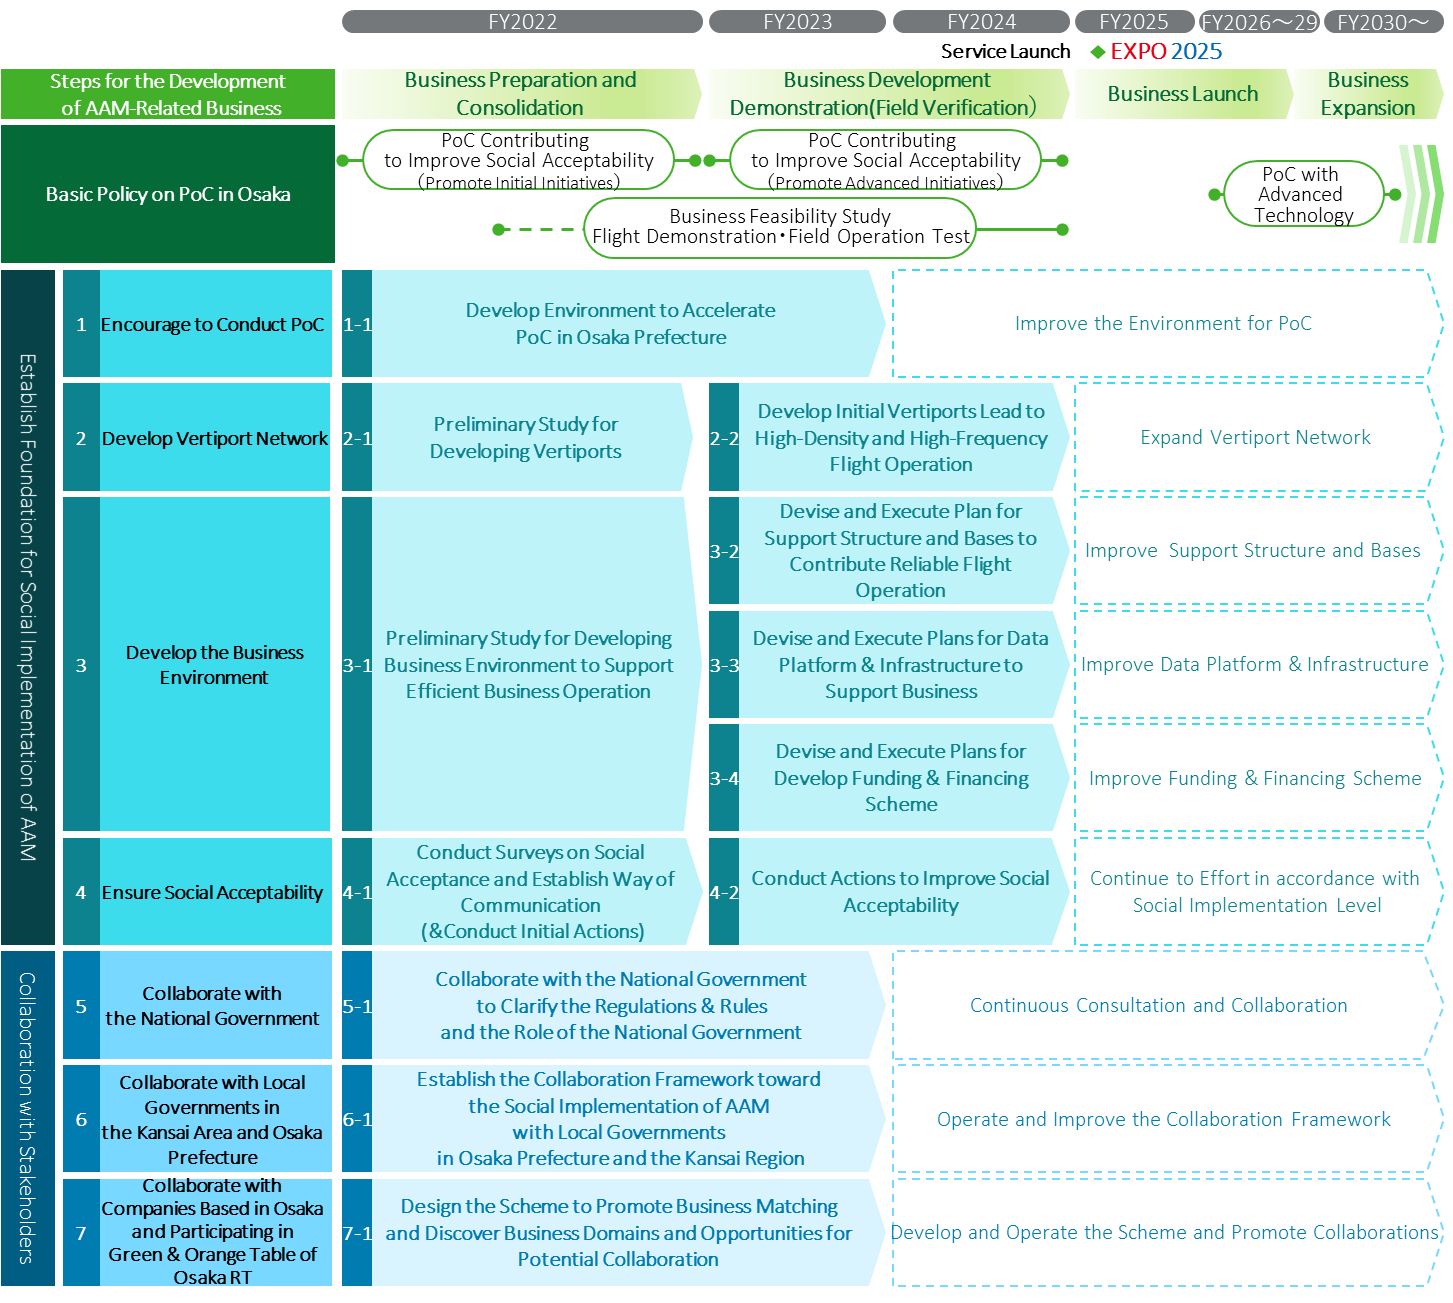 FY2022
FY2023
FY2024
FY2025
FY2026～29
FY2030～
Service Launch
EXPO 2025
Steps for the Development
of AAM-Related Business
Business Preparation and
Consolidation
Business Development
Demonstration(Field Verification）
Business Launch
Business
Expansion
Basic Policy on PoC in Osaka
PoC Contributing
to Improve Social Acceptability
（Promote Initial Initiatives）
PoC Contributing
to Improve Social Acceptability
（Promote Advanced Initiatives）
Business Feasibility Study
Flight Demonstration・Field Operation Test
PoC with
Advanced
Technology
Establish Foundation for Social Implementation of AAM
1
Encourage to Conduct PoC
1-1
Develop Environment to Accelerate
PoC in Osaka Prefecture
Improve the Environment for PoC
2
Develop Vertiport Network
2-1
Preliminary Study for
Developing Vertiports
2-2
Develop Initial Vertiports Lead to
High-Density and High-Frequency
Flight Operation
Expand Vertiport Network
3
Develop the Business
Environment
3-1
Preliminary Study for Developing
Business Environment to Support
Efficient Business Operation
3-2
Devise and Execute Plan for
Support Structure and Bases to
Contribute Reliable Flight
Operation
Improve Support Structure and Bases
3-3
Devise and Execute Plans for Data
Platform & Infrastructure to
Support Business
Improve Data Platform & Infrastructure
3-4
Devise and Execute Plans for
Develop Funding & Financing
Scheme
Improve Funding & Financing Scheme
4
Ensure Social Acceptability
4-1
Conduct Surveys on Social
Acceptance and Establish Way of
Communication
(&Conduct Initial Actions)
4-2
Conduct Actions to Improve Social
Acceptability
Continue to Effort in accordance with
Social Implementation Level
Collaboration with Stakeholders
5
Collaborate with
the National Government
5-1
Collaborate with the National Government
to Clarify the Regulations & Rules
and the Role of the National Government
Continuous Consultation and Collaboration
6
Collaborate with Local
Governments in
the Kansai Area and Osaka
Prefecture
6-1
Establish the Collaboration Framework toward
the Social Implementation of AAM
with Local Governments
in Osaka Prefecture and the Kansai Region
Operate and Improve the Collaboration Framework
7
Collaborate with
Companies Based in Osaka
and Participating in
Green & Orange Table of
Osaka RT
7-1
Design the Scheme to Promote Business Matching
and Discover Business Domains and Opportunities for
Potential Collaboration
Develop and Operate the Scheme and Promote Collaborations